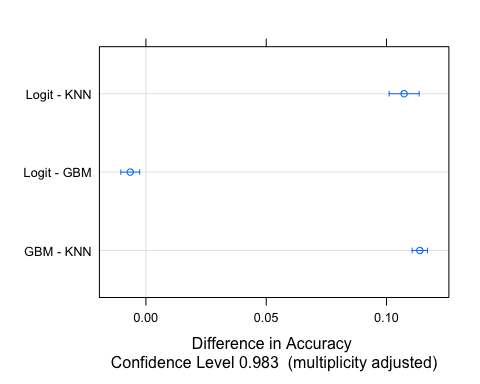 Logit - KNN
Logit - GBM
GBM - KNN
0.00 0.05 0.10
Difference in Accuracy
Confidence Level 0.983 (multiplicity adjusted)